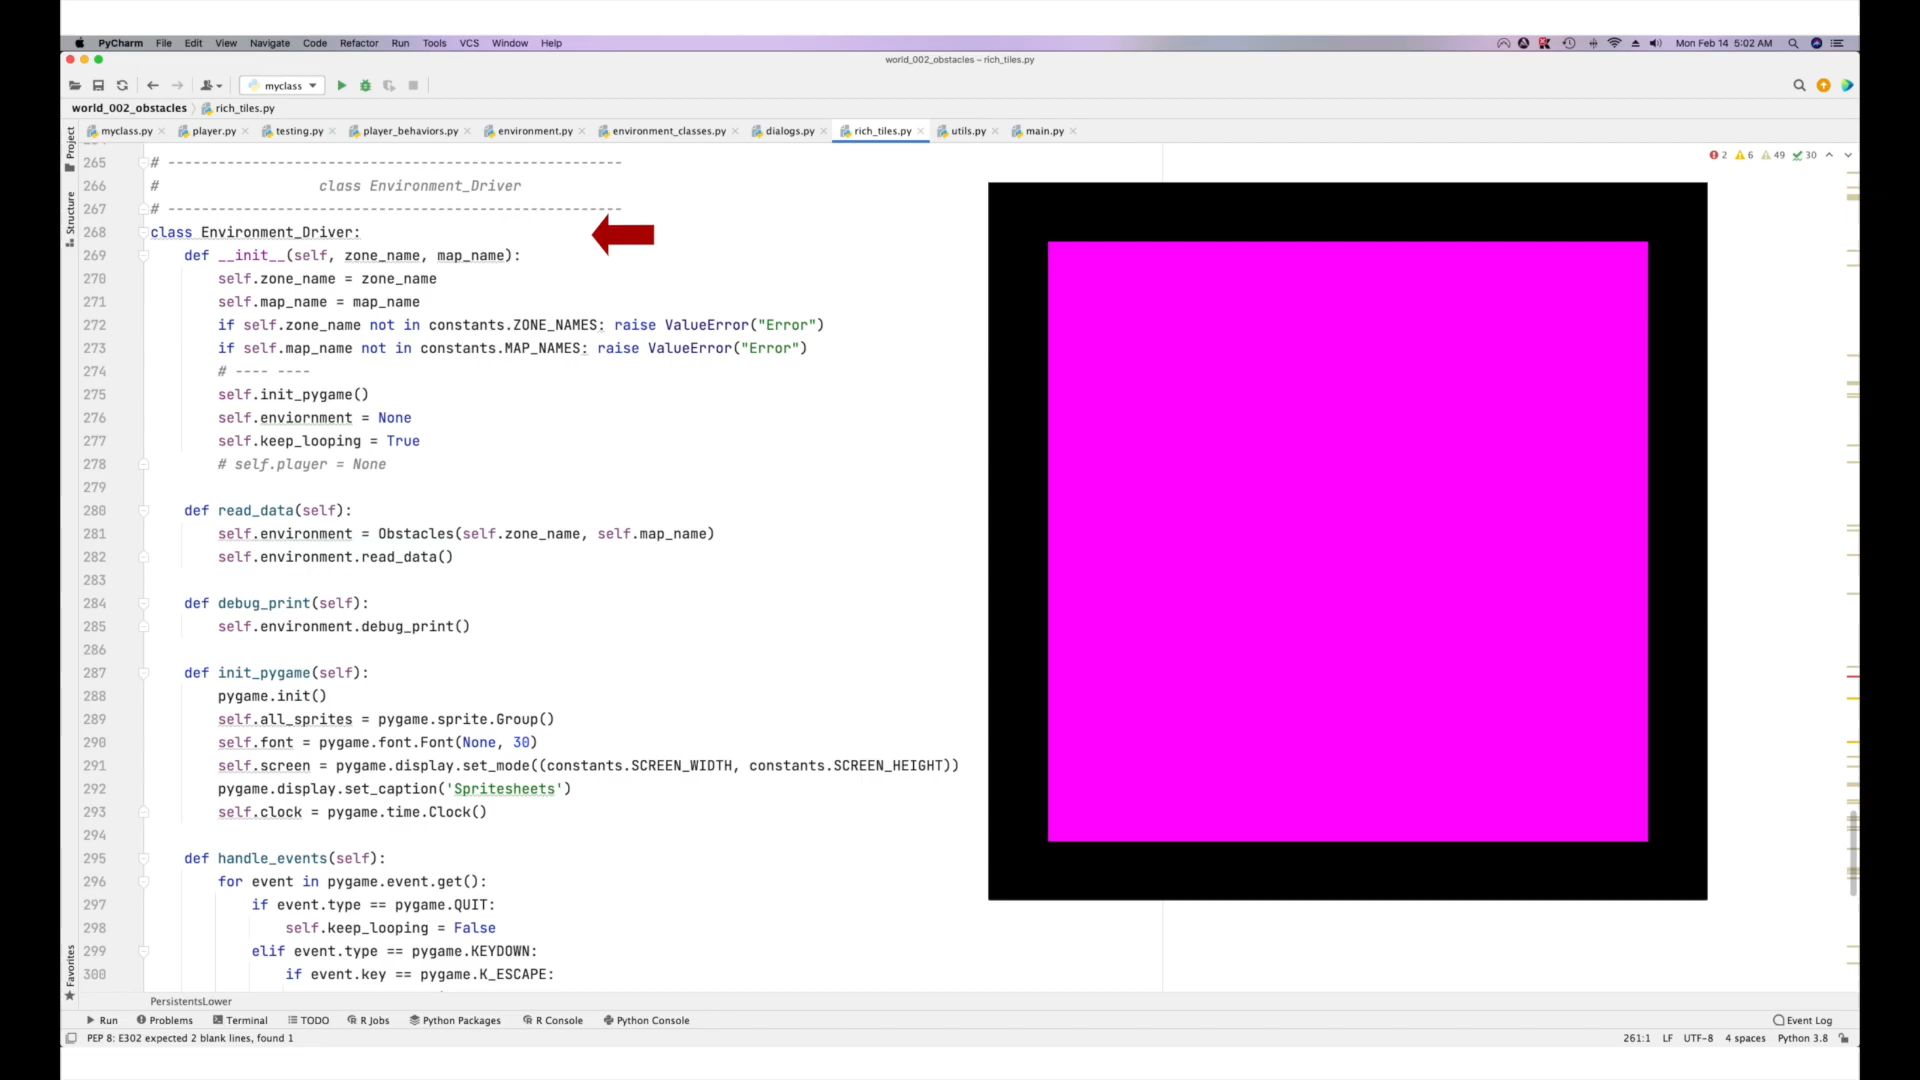 PyCharm File Edit View Navigate Code Refactor Run Tools VCS Window Help Mon Feb 14 5:02 AM
world_002_obstacles – rich_tiles.py
myclass
world_002_obstacles rich_tiles.py
myclass.py player.py testing.py player_behaviors.py environment.py environment_classes.py dialogs.py rich_tiles.py utils.py main.py
Project
Structure
Favorites
2 6 49 30
265 # ------------------------------------------------------
266 # class Environment_Driver
267 # ------------------------------------------------------
268 class Environment_Driver:
269 def __init__(self, zone_name, map_name):
270 self.zone_name = zone_name
271 self.map_name = map_name
272 if self.zone_name not in constants.ZONE_NAMES: raise ValueError("Error")
273 if self.map_name not in constants.MAP_NAMES: raise ValueError("Error")
274 # ---- ----
275 self.init_pygame()
276 self.enviornment = None
277 self.keep_looping = True
278 # self.player = None
279
280 def read_data(self):
281 self.environment = Obstacles(self.zone_name, self.map_name)
282 self.environment.read_data()
283
284 def debug_print(self):
285 self.environment.debug_print()
286
287 def init_pygame(self):
288 pygame.init()
289 self.all_sprites = pygame.sprite.Group()
290 self.font = pygame.font.Font(None, 30)
291 self.screen = pygame.display.set_mode((constants.SCREEN_WIDTH, constants.SCREEN_HEIGHT))
292 pygame.display.set_caption('Spritesheets')
293 self.clock = pygame.time.Clock()
294
295 def handle_events(self):
296 for event in pygame.event.get():
297 if event.type == pygame.QUIT:
298 self.keep_looping = False
299 elif event.type == pygame.KEYDOWN:
300 if event.key == pygame.K_ESCAPE:
PersistentsLower
Run Problems Terminal TODO R Jobs Python Packages R Console Python Console Event Log
PEP 8: E302 expected 2 blank lines, found 1 261:1 LF UTF-8 4 spaces Python 3.8